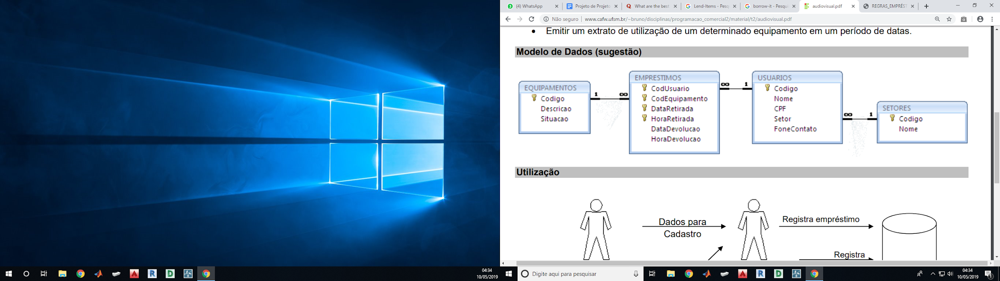 (4) WhatsApp
Projeto de Projeto
What are the best
Lend-Items - Pesq
borrow-it - Pesqui
audiovisual.pdf
REGRAS_EMPRÉST
Não seguro
www.cafw.ufsm.br/~bruno/disciplinas/programacao_comercial2/material/t2/audiovisual.pdf
• Emitir um extrato de utilização de um determinado equipamento em um período de datas.
Modelo de Dados (sugestão)
EQUIPAMENTOS
Codigo
Descricao
Situacao
1 ∞
EMPRESTIMOS
CodUsuario
CodEquipamento
DataRetirada
HoraRetirada
DataDevolucao
HoraDevolucao
∞ 1
USUARIOS
Codigo
Nome
CPF
Setor
FoneContato
∞ 1
SETORES
Codigo
Nome
Utilização
Dados para
Cadastro
Registra empréstimo
Registra
04:34
10/05/2019
Digite aqui para pesquisar
04:34
10/05/2019
1